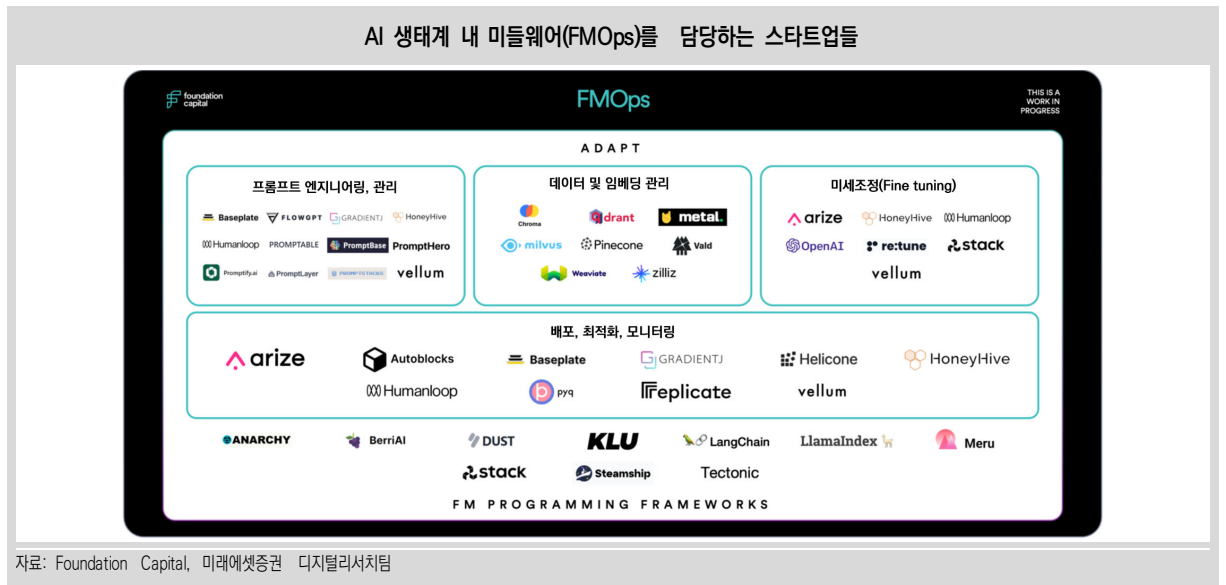 AI 생태계 내 미들웨어(FMOps)를 담당하는 스타트업들
foundation
capital
FMOps
THIS IS A
WORK IN
PROGRESS
ADAPT
프롬프트 엔지니어링, 관리
Baseplate FLOWGPT GRADIENTJ HoneyHive
Humanloop PROMPTABLE PromptBase PromptHero
Promptify.ai PromptLayer PROMPTSTACKS vellum
데이터 및 임베딩 관리
Chroma qdrant metal.
milvus Pinecone Vald
Weaviate zilliz
미세조정(Fine tuning)
arize HoneyHive Humanloop
OpenAI re:tune stack
vellum
배포, 최적화, 모니터링
arize Autoblocks Baseplate GRADIENTJ Helicone HoneyHive
Humanloop pyq replicate vellum
ANARCHY BerriAI DUST KLU LangChain LlamaIndex Meru
stack Steamship Tectonic
FM PROGRAMMING FRAMEWORKS
자료: Foundation Capital, 미래에셋증권 디지털리서치팀